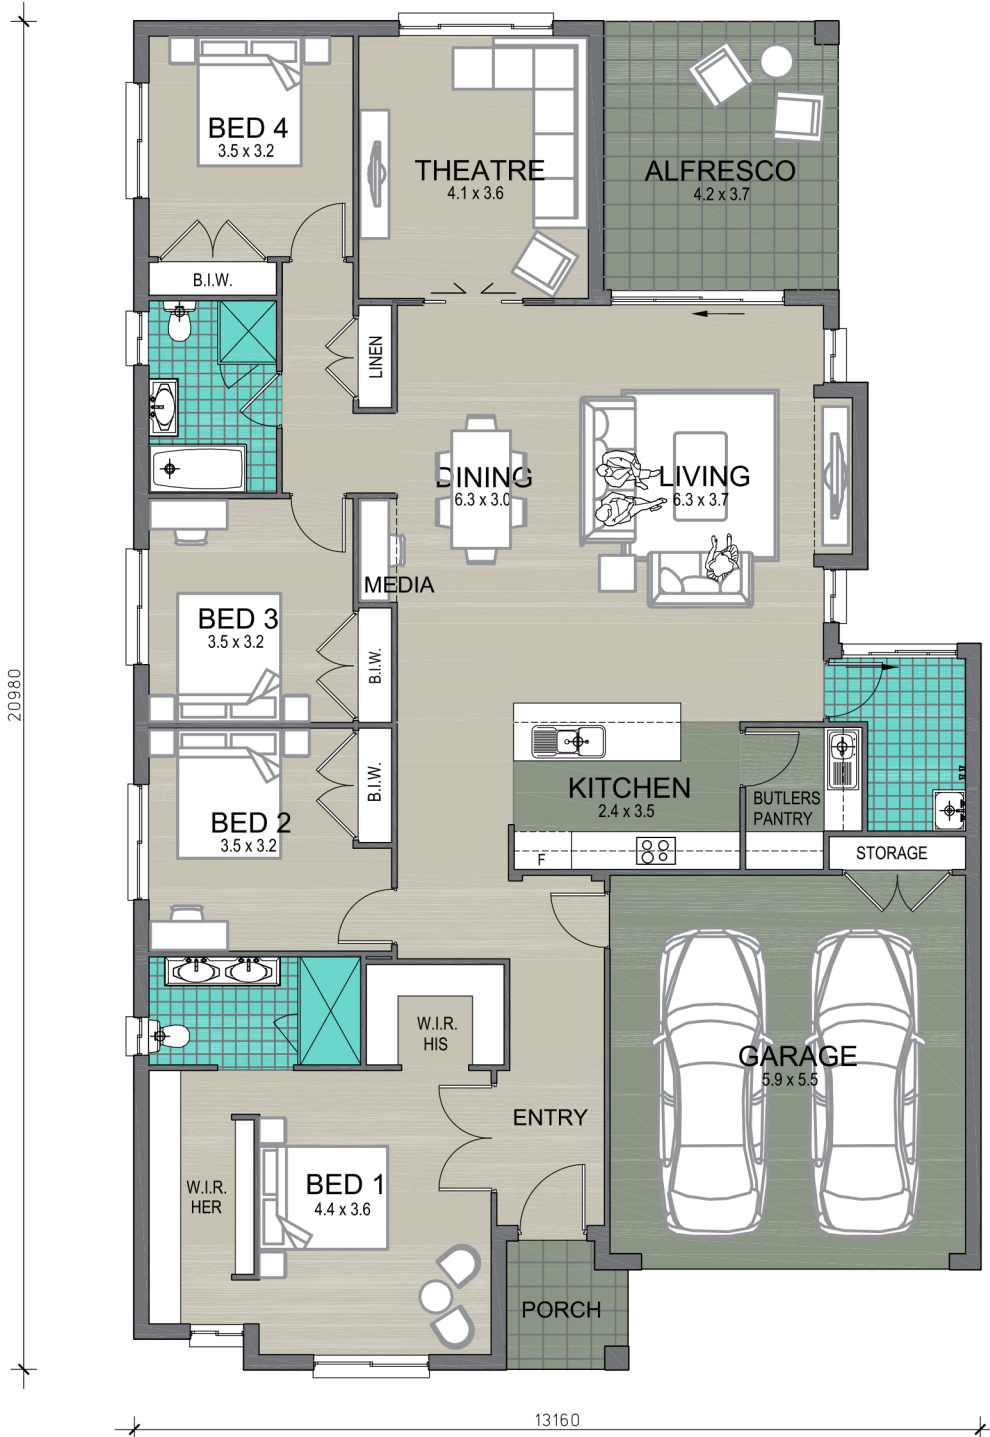 BED 4
3.5 x 3.2
THEATRE
4.1 x 3.6
ALFRESCO
4.2 x 3.7
B.I.W.
LINEN
DINING
6.3 x 3.0
LIVING
6.3 x 3.7
MEDIA
BED 3
3.5 x 3.2
B.I.W.
20980
KITCHEN
2.4 x 3.5
BUTLERS
PANTRY
B.I.W.
BED 2
3.5 x 3.2
F
STORAGE
W.I.R.
HIS
GARAGE
5.9 x 5.5
ENTRY
W.I.R.
HER
BED 1
4.4 x 3.6
PORCH
13160